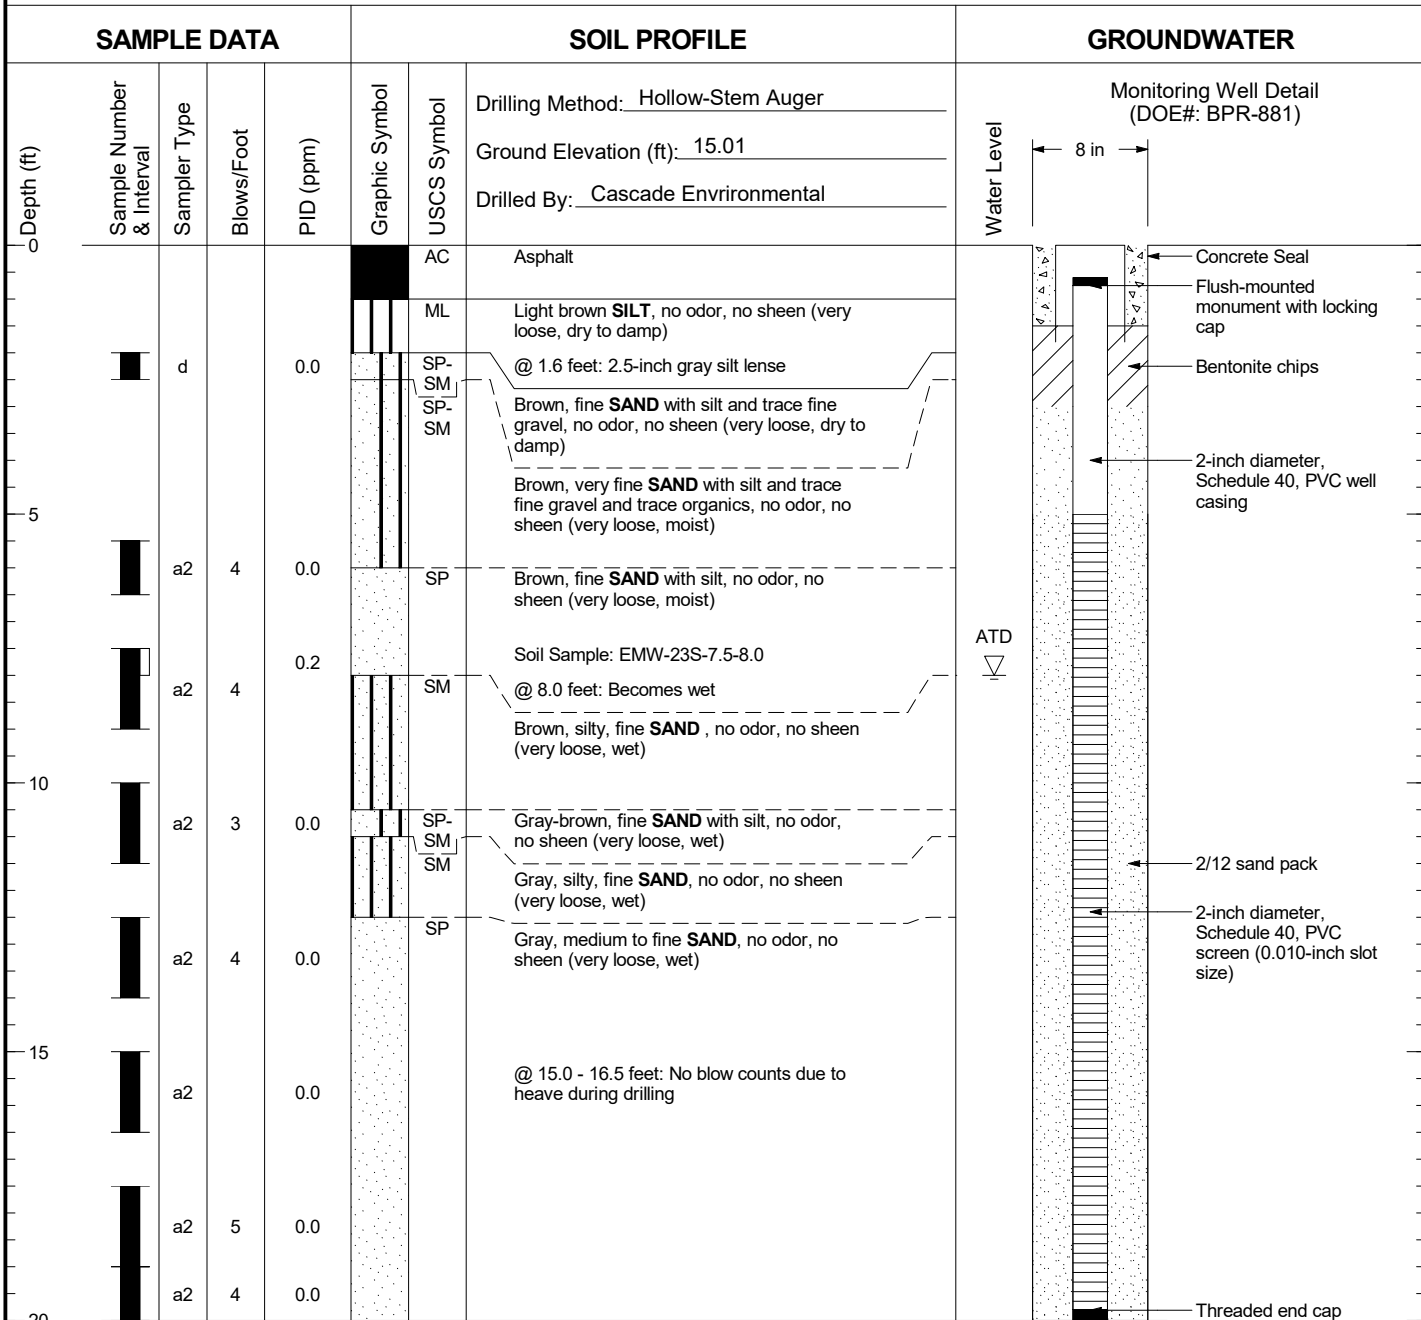 SAMPLE DATA
SOIL PROFILE
GROUNDWATER
Depth (ft)
Sample Number
& Interval
Sampler Type
Blows/Foot
PID (ppm)
Graphic Symbol
USCS Symbol
Drilling Method: Hollow-Stem Auger
Ground Elevation (ft): 15.01
Drilled By: Cascade Envrironmental
Water Level
Monitoring Well Detail
(DOE#: BPR-881)
8 in
0
AC
Asphalt
Concrete Seal
Flush-mounted
monument with locking
cap
ML
Light brown SILT, no odor, no sheen (very
loose, dry to damp)
d
0.0
SP-
SM
@ 1.6 feet: 2.5-inch gray silt lense
Bentonite chips
SP-
SM
Brown, fine SAND with silt and trace fine
gravel, no odor, no sheen (very loose, dry to
damp)
2-inch diameter,
Schedule 40, PVC well
casing
Brown, very fine SAND with silt and trace
fine gravel and trace organics, no odor, no
sheen (very loose, moist)
5
a2
4
0.0
SP
Brown, fine SAND with silt, no odor, no
sheen (very loose, moist)
ATD
0.2
Soil Sample: EMW-23S-7.5-8.0
a2
4
SM
@ 8.0 feet: Becomes wet
Brown, silty, fine SAND , no odor, no sheen
(very loose, wet)
10
a2
3
0.0
SP-
SM
Gray-brown, fine SAND with silt, no odor,
no sheen (very loose, wet)
SM
2/12 sand pack
Gray, silty, fine SAND, no odor, no sheen
(very loose, wet)
2-inch diameter,
Schedule 40, PVC
screen (0.010-inch slot
size)
SP
Gray, medium to fine SAND, no odor, no
sheen (very loose, wet)
a2
4
0.0
15
@ 15.0 - 16.5 feet: No blow counts due to
heave during drilling
a2
0.0
a2
5
0.0
a2
4
0.0
Threaded end cap
20